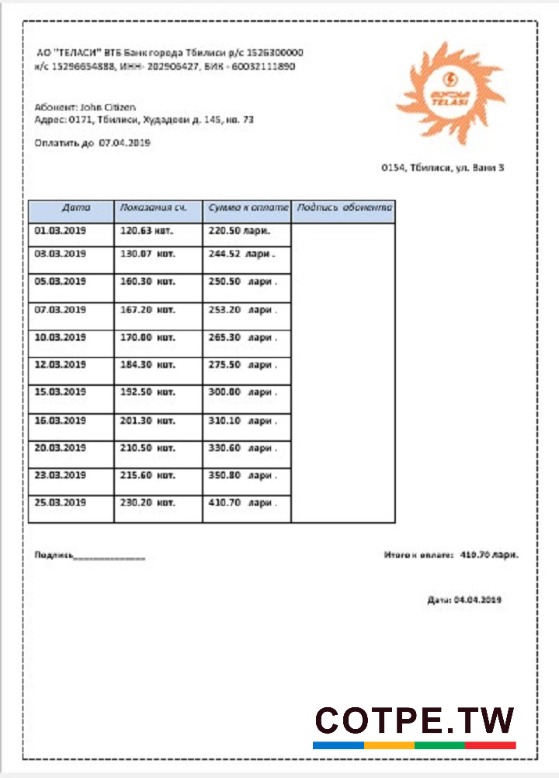 АО "ТЕЛАСИ" ВТБ Банк города Тбилиси р/с 1526300000
к/с 15296654888, ИНН- 202906427, БИК - 60032111890
TELASI
Абонент: John Citizen
Адрес: 0171, Тбилиси, Худадови д. 145, кв. 73
Оплатить до 07.04.2019
0154, Тбилиси, ул. Вани 3
Дата Показания сч. Сумма к оплате Подпись абонента
01.03.2019 120.63 квт. 220.50 лари.
03.03.2019 130.07 квт. 244.52 лари .
05.03.2019 160.30 квт. 250.50 лари .
07.03.2019 167.20 квт. 253.20 лари .
10.03.2019 170.80 квт. 265.30 лари .
12.03.2019 184.30 квт. 275.50 лари .
15.03.2019 192.50 квт. 300.80 лари .
16.03.2019 201.30 квт. 310.10 лари .
20.03.2019 210.50 квт. 330.60 лари .
23.03.2019 215.60 квт. 350.80 лари .
25.03.2019 230.20 квт. 410.70 лари .
Подпись_______________ Итого к оплате: 410.70 лари.
Дата: 04.04.2019
COTPE.TW